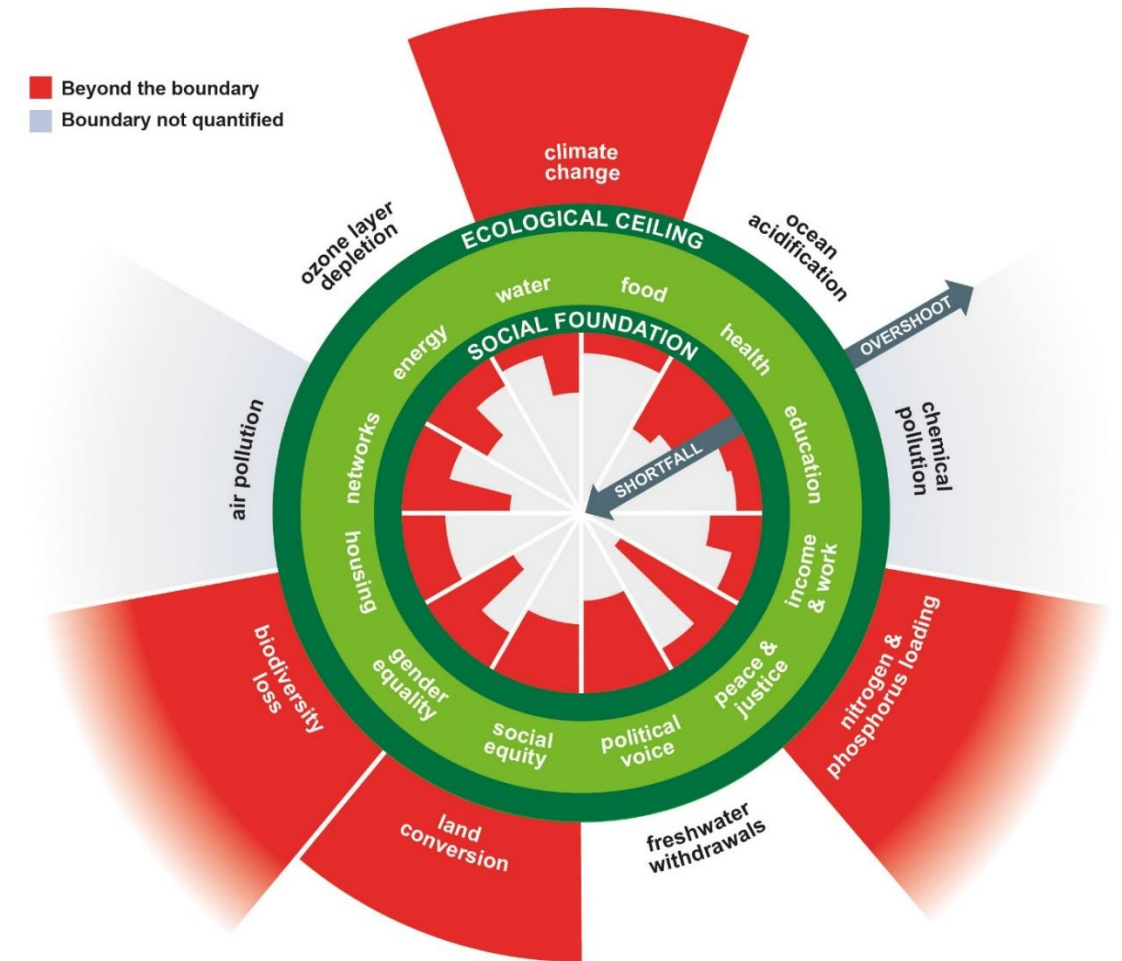 Beyond the boundary
Boundary not quantified
climate
change
ozone layer
depletion
ocean
acidification
ECOLOGICAL CEILING
OVERSHOOT
water
food
energy
health
SOCIAL FOUNDATION
SHORTFALL
networks
education
air pollution
chemical
pollution
housing
income
& work
gender
equality
peace &
justice
social
equity
political
voice
biodiversity
loss
nitrogen &
phosphorus loading
land
conversion
freshwater
withdrawals